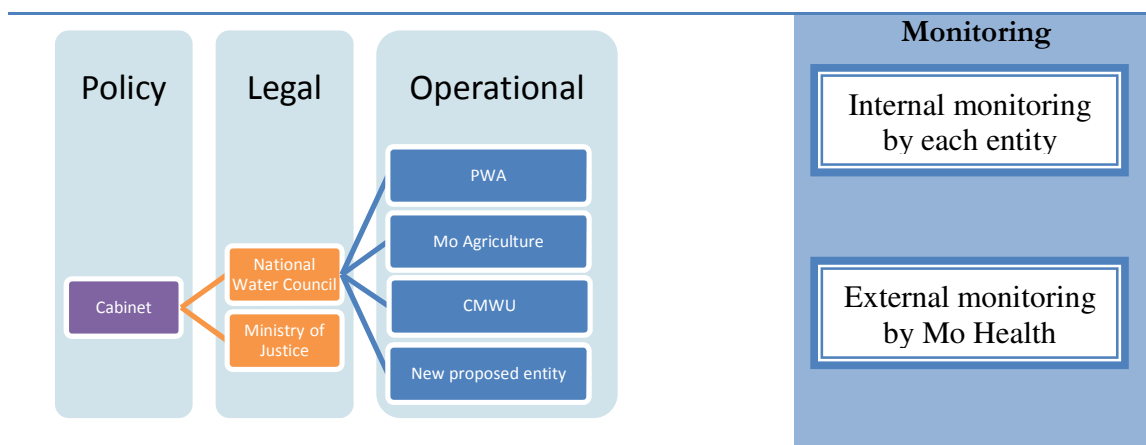 Policy
Legal
Operational
Cabinet
National
Water Council
Ministry of
Justice
PWA
Mo Agriculture
CMWU
New proposed entity
Monitoring
Internal monitoring
by each entity
External monitoring
by Mo Health